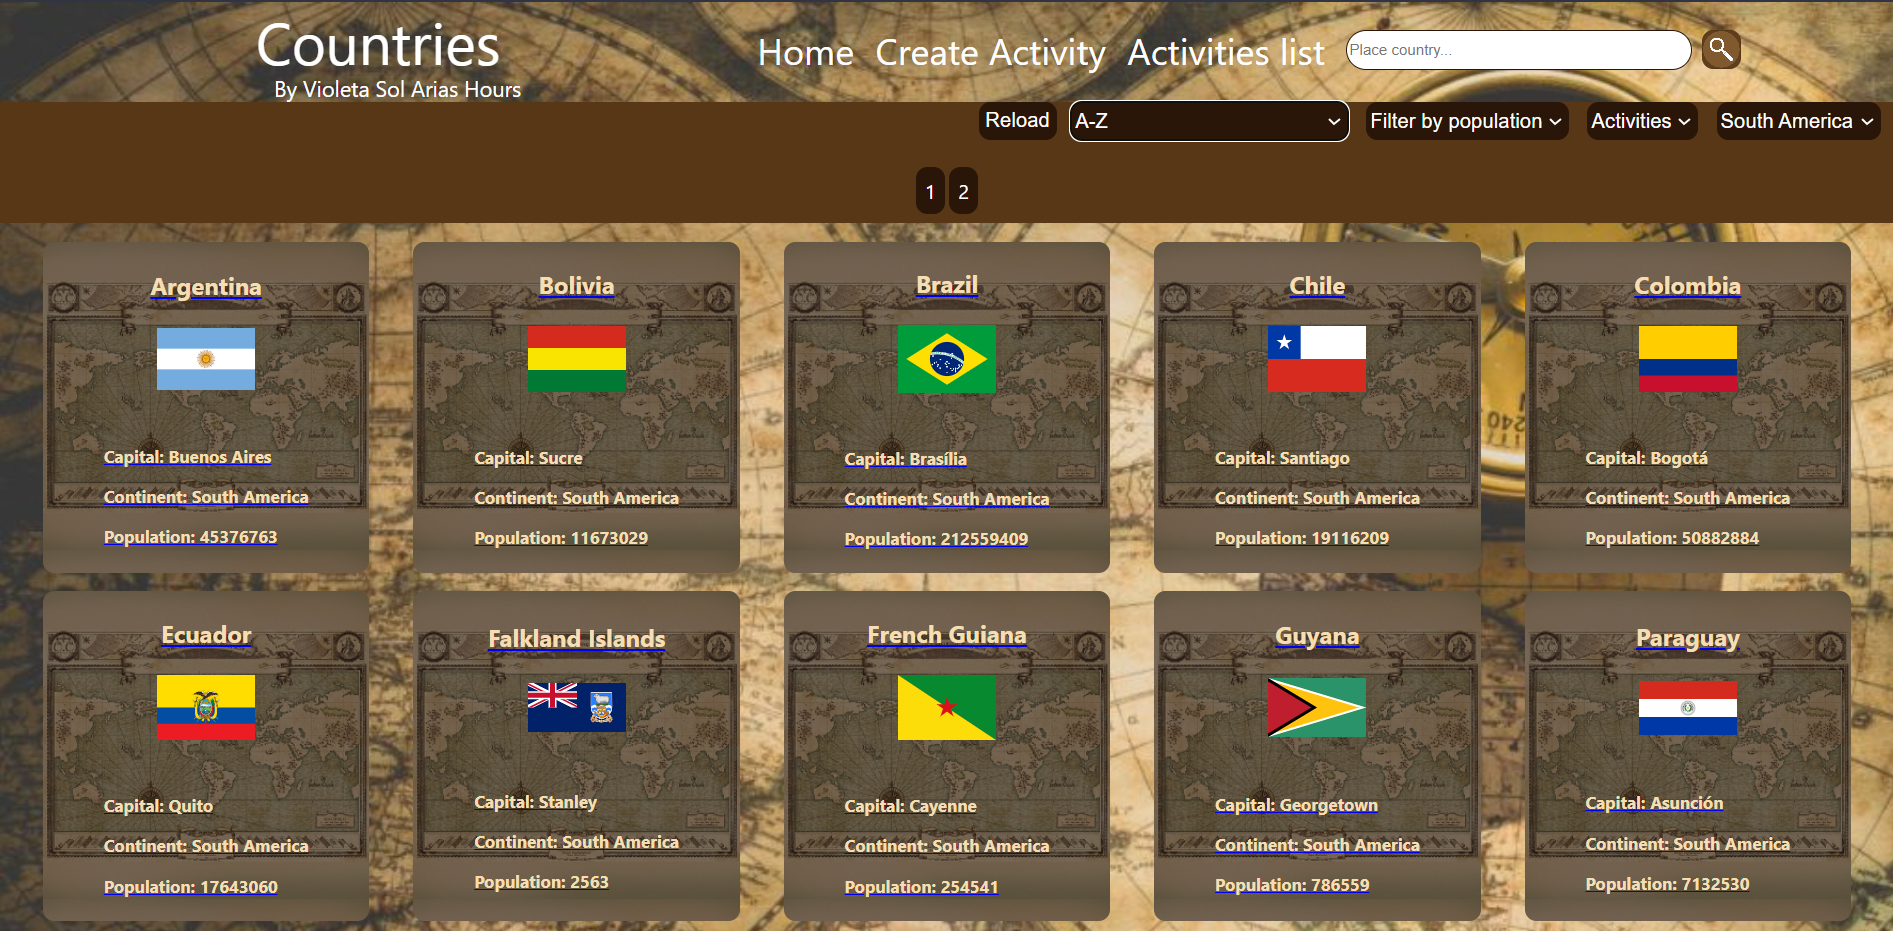 Countries
By Violeta Sol Arias Hours
Home Create Activity Activities list Place country...
Reload A-Z Filter by population Activities South America
1 2
Argentina
Capital: Buenos Aires
Continent: South America
Population: 45376763
Bolivia
Capital: Sucre
Continent: South America
Population: 11673029
Brazil
Capital: Brasília
Continent: South America
Population: 212559409
Chile
Capital: Santiago
Continent: South America
Population: 19116209
Colombia
Capital: Bogotá
Continent: South America
Population: 50882884
Ecuador
Capital: Quito
Continent: South America
Population: 17643060
Falkland Islands
Capital: Stanley
Continent: South America
Population: 2563
French Guiana
Capital: Cayenne
Continent: South America
Population: 254541
Guyana
Capital: Georgetown
Continent: South America
Population: 786559
Paraguay
Capital: Asunción
Continent: South America
Population: 7132530